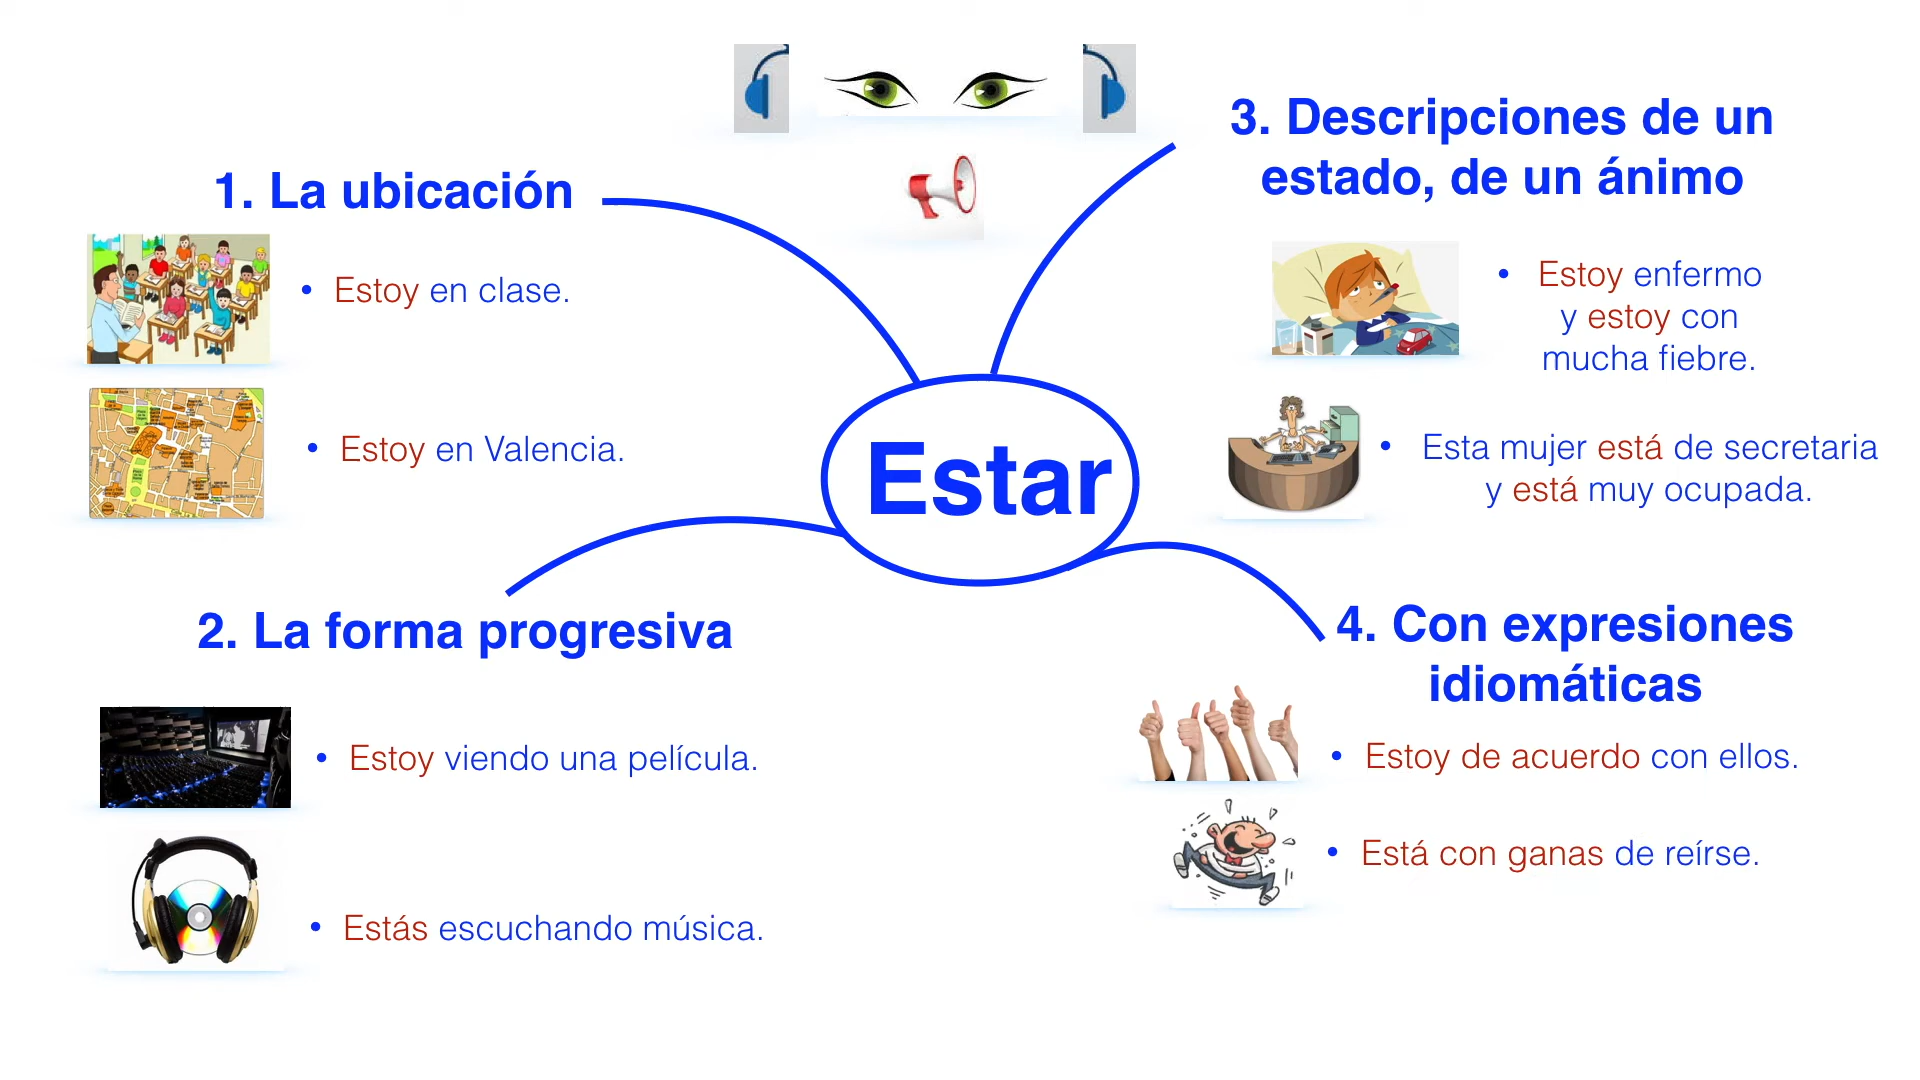 1. La ubicación
• Estoy en clase.
• Estoy en Valencia.
2. La forma progresiva
• Estoy viendo una película.
• Estás escuchando música.
Estar
3. Descripciones de un
estado, de un ánimo
• Estoy enfermo
y estoy con
mucha fiebre.
• Esta mujer está de secretaria
y está muy ocupada.
4. Con expresiones
idiomáticas
• Estoy de acuerdo con ellos.
• Está con ganas de reírse.